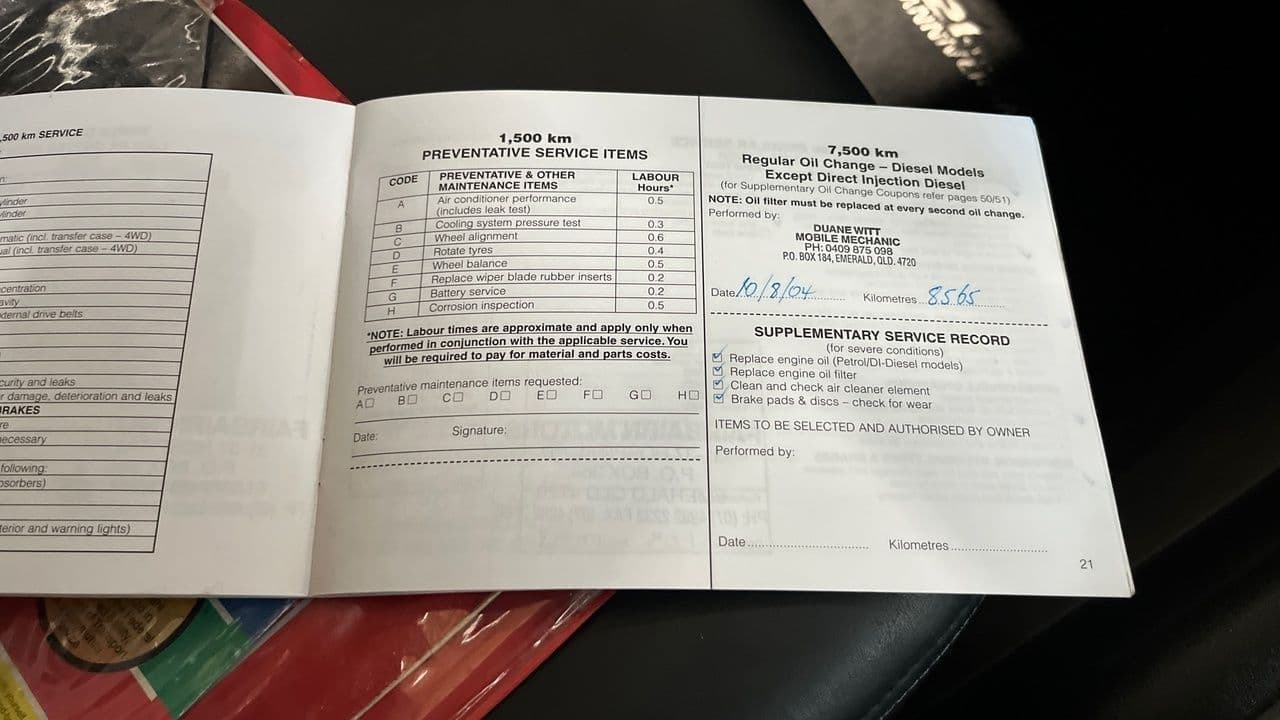 ,500 km SERVICE
n:
ylinder
ylinder
matic (incl. transfer case – 4WD)
ual (incl. transfer case – 4WD)
centration
avity
xternal drive belts
curity and leaks
r damage, deterioration and leaks
BRAKES
re
necessary
following:
osorbers)
terior and warning lights)
1,500 km
PREVENTATIVE SERVICE ITEMS
CODE PREVENTATIVE & OTHER MAINTENANCE ITEMS LABOUR Hours*
A Air conditioner performance (includes leak test) 0.5
B Cooling system pressure test 0.3
C Wheel alignment 0.6
D Rotate tyres 0.4
E Wheel balance 0.5
F Replace wiper blade rubber inserts 0.2
G Battery service 0.2
H Corrosion inspection 0.5
*NOTE: Labour times are approximate and apply only when
performed in conjunction with the applicable service. You
will be required to pay for material and parts costs.
Preventative maintenance items requested:
A☐ B☐ C☐ D☐ E☐ F☐ G☐ H☐
Date: Signature:
7,500 km
Regular Oil Change – Diesel Models
Except Direct Injection Diesel
(for Supplementary Oil Change Coupons refer pages 50/51)
NOTE: Oil filter must be replaced at every second oil change.
Performed by:
DUANE WITT
MOBILE MECHANIC
PH: 0409 875 098
P.O. BOX 184, EMERALD, QLD. 4720
Date 10/8/04 Kilometres 8565
SUPPLEMENTARY SERVICE RECORD
(for severe conditions)
☑ Replace engine oil (Petrol/DI-Diesel models)
☑ Replace engine oil filter
☑ Clean and check air cleaner element
☑ Brake pads & discs – check for wear
ITEMS TO BE SELECTED AND AUTHORISED BY OWNER
Performed by:
Date Kilometres
21